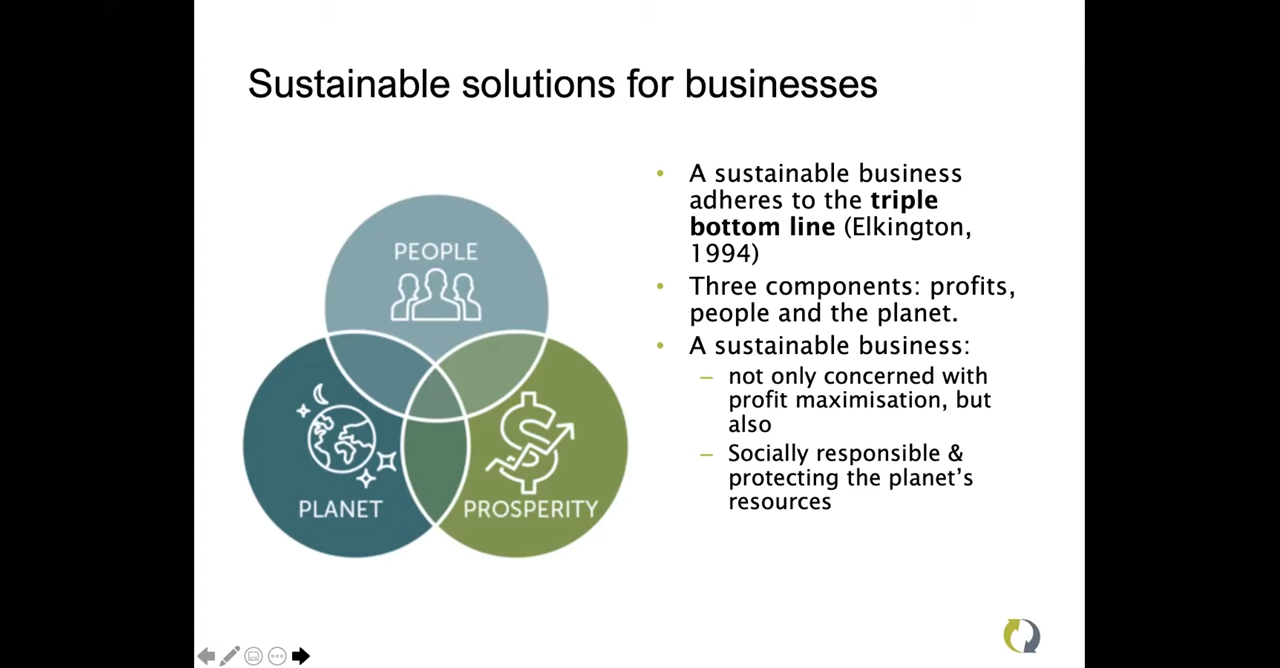 Sustainable solutions for businesses
PEOPLE
PLANET
PROSPERITY
• A sustainable business
adheres to the triple
bottom line (Elkington,
1994)
• Three components: profits,
people and the planet.
• A sustainable business:
– not only concerned with
profit maximisation, but
also
– Socially responsible &
protecting the planet’s
resources